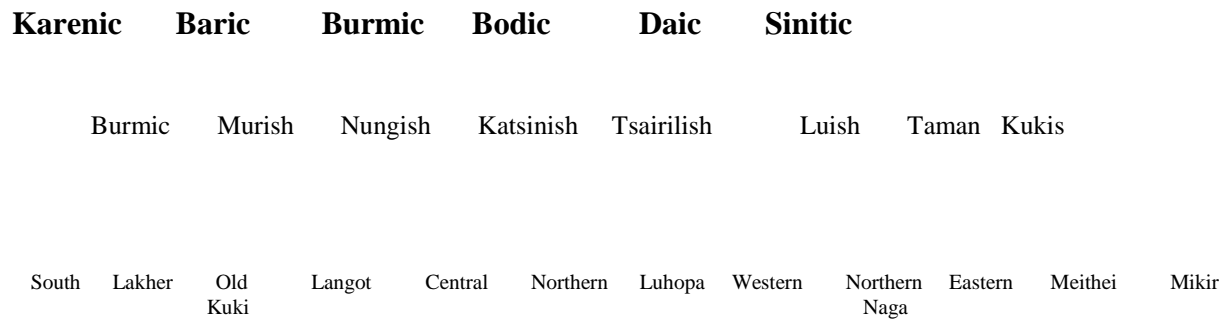 Karenic Baric Burmic Bodic Daic Sinitic
Burmic Murish Nungish Katsinish Tsairilish Luish Taman Kukis
South Lakher Old Kuki Langot Central Northern Luhopa Western Northern Naga Eastern Meithei Mikir